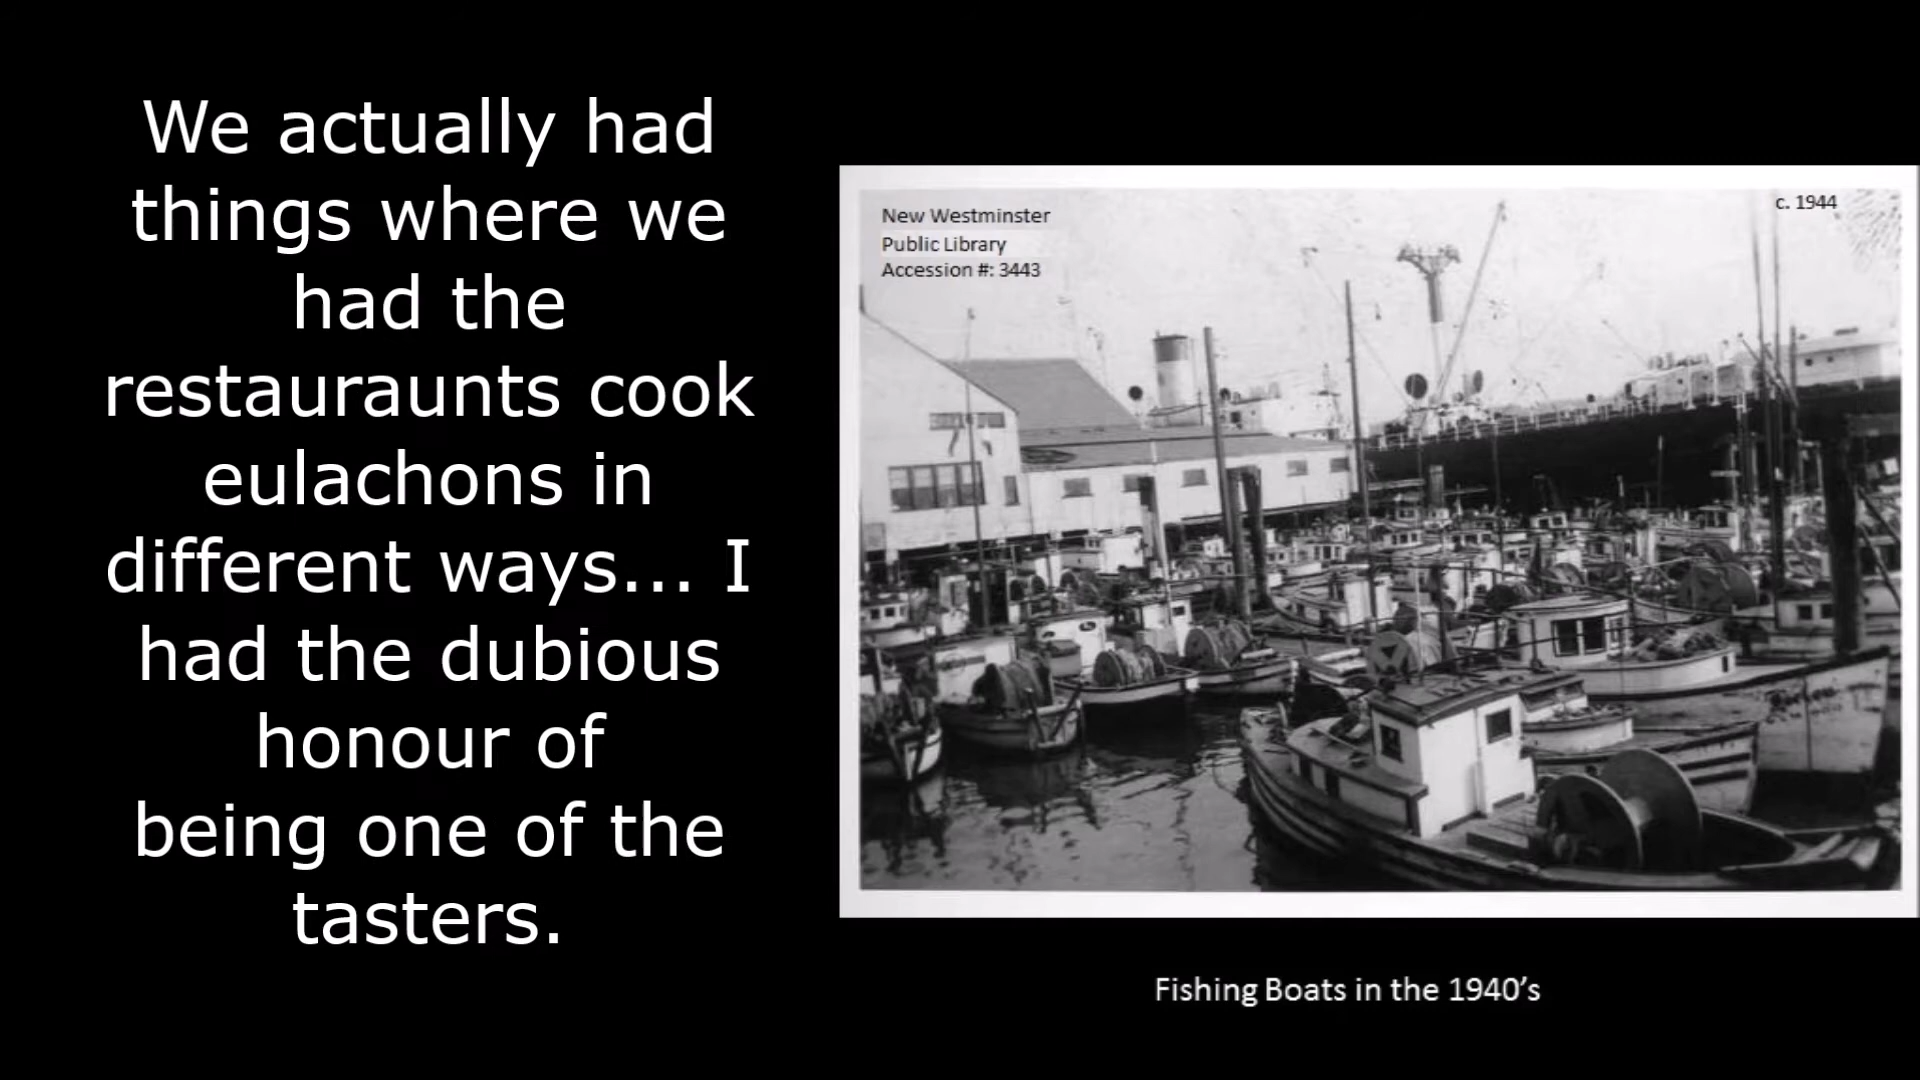 We actually had
things where we
had the
restauraunts cook
eulachons in
different ways... I
had the dubious
honour of
being one of the
tasters.
New Westminster
Public Library
Accession #: 3443
c. 1944
Fishing Boats in the 1940’s